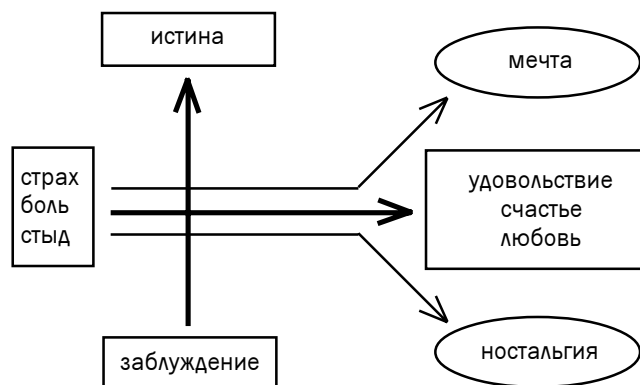 истина
мечта
страх
боль
стыд
удовольствие
счастье
любовь
заблуждение
ностальгия